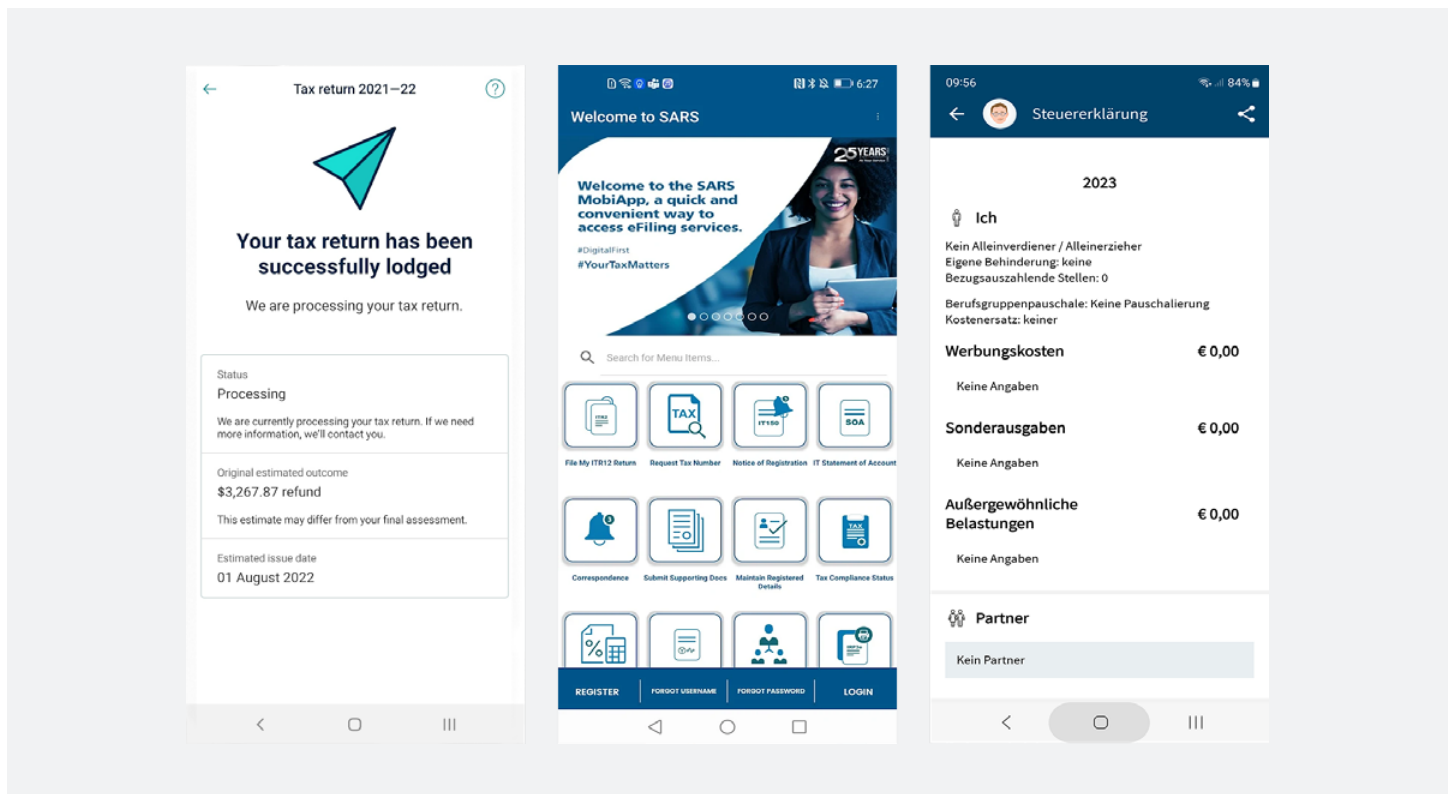 Tax return 2021–22
?
Your tax return has been
successfully lodged
We are processing your tax return.
Status
Processing
We are currently processing your tax return. If we need
more information, we'll contact you.
Original estimated outcome
$3,267.87 refund
This estimate may differ from your final assessment.
Estimated issue date
01 August 2022
6:27
Welcome to SARS
25 YEARS
Welcome to the SARS
MobiApp, a quick and
convenient way to
access eFiling services.
#DigitalFirst
#YourTaxMatters
Search for Menu Items...
ITR12
TAX
IT150
SOA
File My ITR12 Return
Request Tax Number
Notice of Registration
IT Statement of Account
3
TAX
Correspondence
Submit Supporting Docs
Maintain Registered
Details
Tax Compliance Status
%
REGISTER
FORGOT USERNAME
FORGOT PASSWORD
LOGIN
09:56
84%
Steuererklärung
2023
Ich
Kein Alleinverdiener / Alleinerzieher
Eigene Behinderung: keine
Bezugsauszahlende Stellen: 0
Berufsgruppenpauschale: Keine Pauschalierung
Kostenersatz: keiner
Werbungskosten € 0,00
Keine Angaben
Sonderausgaben € 0,00
Keine Angaben
Außergewöhnliche
Belastungen € 0,00
Keine Angaben
Partner
Kein Partner